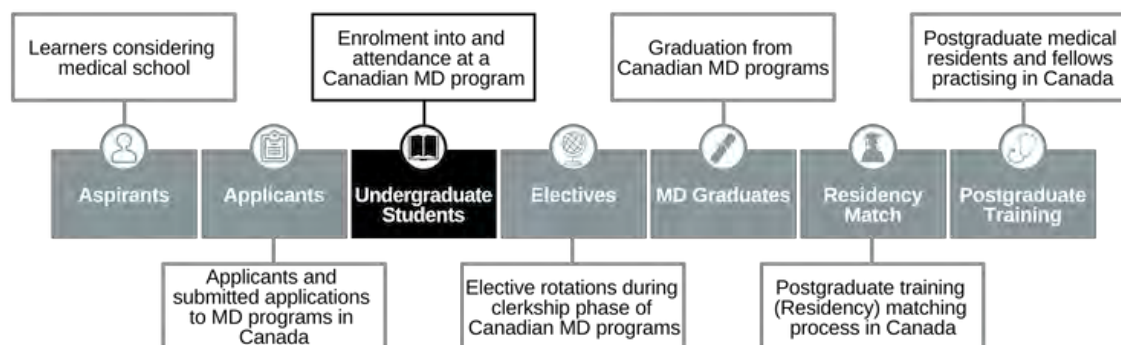 Learners considering
medical school
Enrolment into and
attendance at a
Canadian MD program
Graduation from
Canadian MD programs
Postgraduate medical
residents and fellows
practising in Canada
Aspirants
Applicants
Undergraduate
Students
Electives
MD Graduates
Residency
Match
Postgraduate
Training
Applicants and
submitted applications
to MD programs in
Canada
Elective rotations during
clerkship phase of
Canadian MD programs
Postgraduate training
(Residency) matching
process in Canada